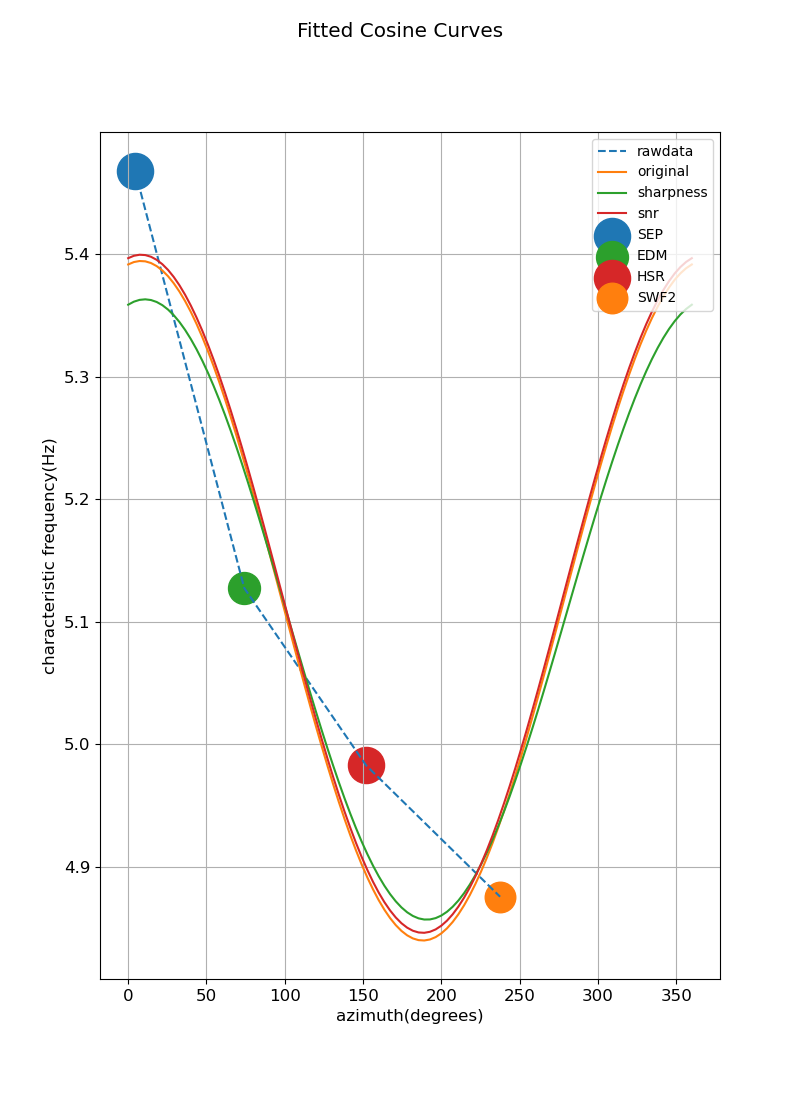 Fitted Cosine Curves
rawdata
original
sharpness
snr
SEP
EDM
HSR
SWF2
5.4
5.3
5.2
5.1
5.0
4.9
characteristic frequency(Hz)
0 50 100 150 200 250 300 350
azimuth(degrees)